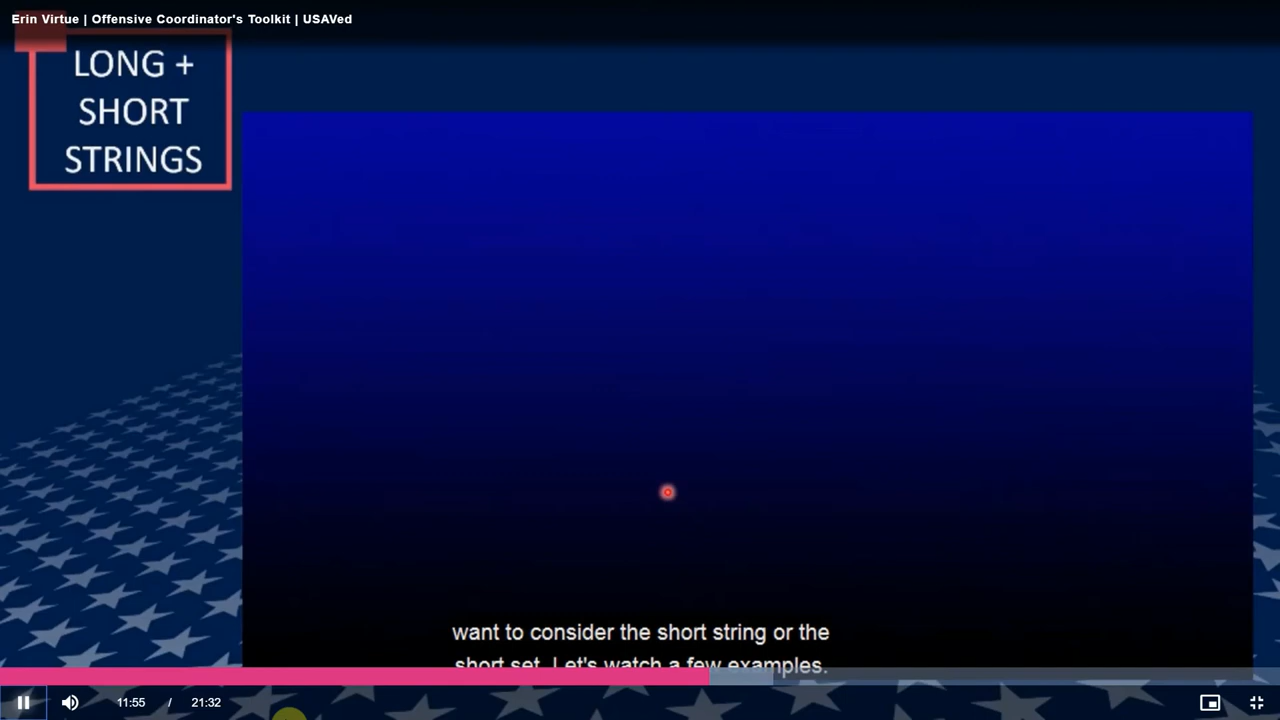 Erin Virtue | Offensive Coordinator's Toolkit | USAVed
LONG +
SHORT
STRINGS
want to consider the short string or the
short set. Let's watch a few examples.
11:55 / 21:32